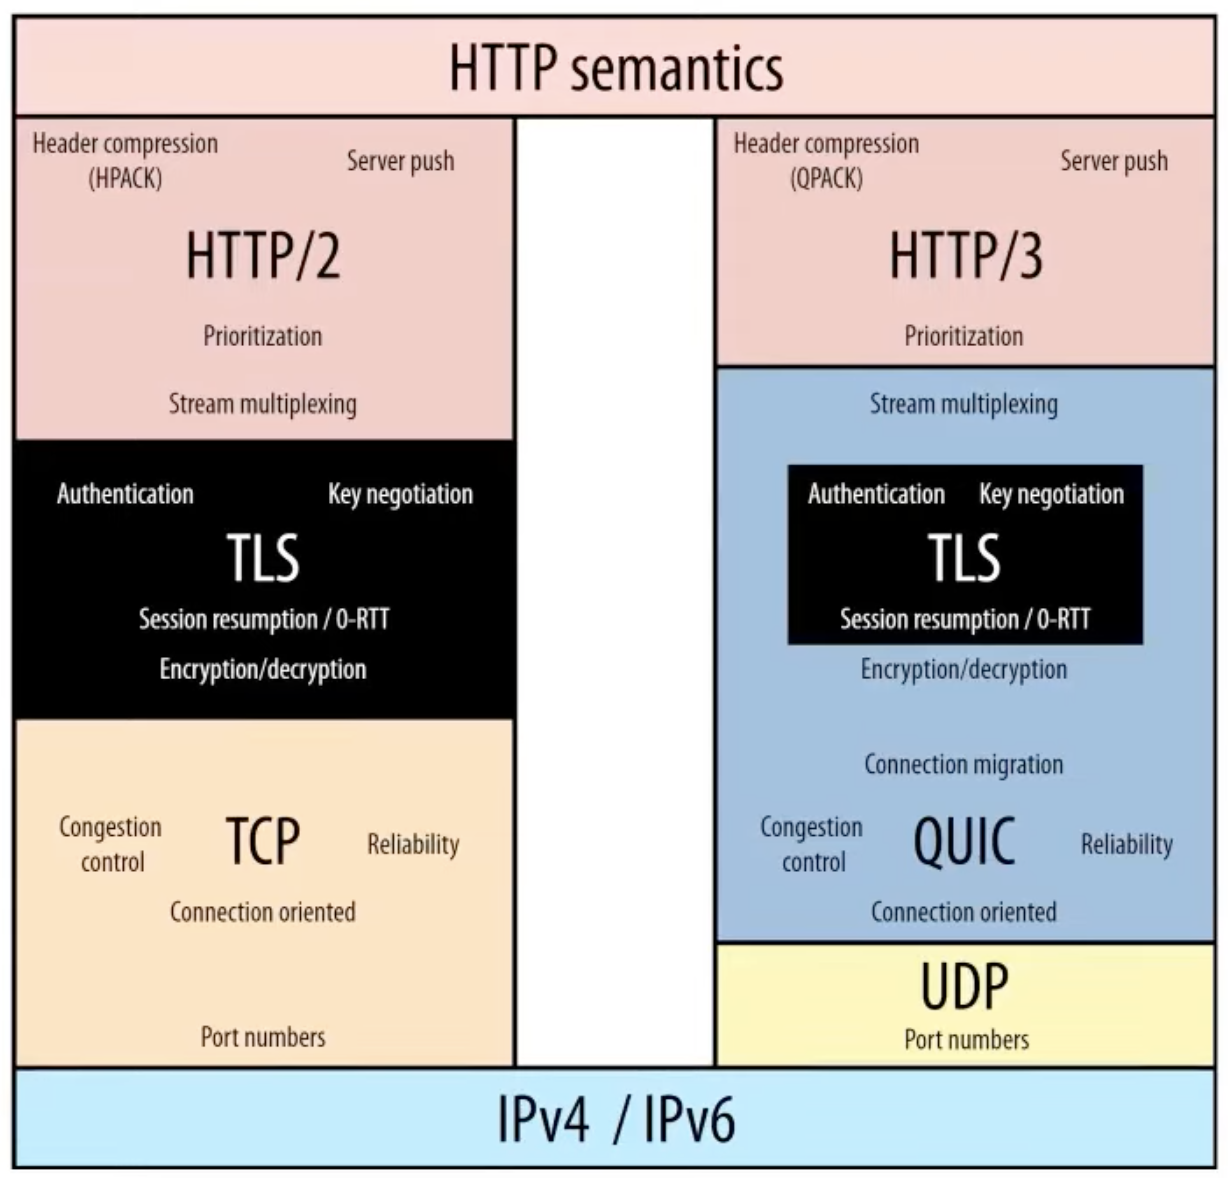 HTTP semantics
Header compression
(HPACK)
Server push
HTTP/2
Prioritization
Stream multiplexing
Authentication
Key negotiation
TLS
Session resumption / 0-RTT
Encryption/decryption
Congestion
control
TCP
Reliability
Connection oriented
Port numbers
Header compression
(QPACK)
Server push
HTTP/3
Prioritization
Stream multiplexing
Authentication
Key negotiation
TLS
Session resumption / 0-RTT
Encryption/decryption
Connection migration
Congestion
control
QUIC
Reliability
Connection oriented
UDP
Port numbers
IPv4 / IPv6